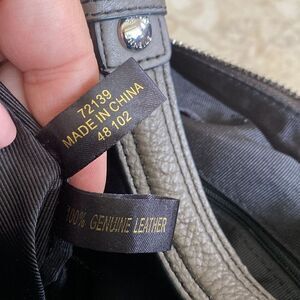 72139
MADE IN CHINA
48 102
100% GENUINE LEATHER